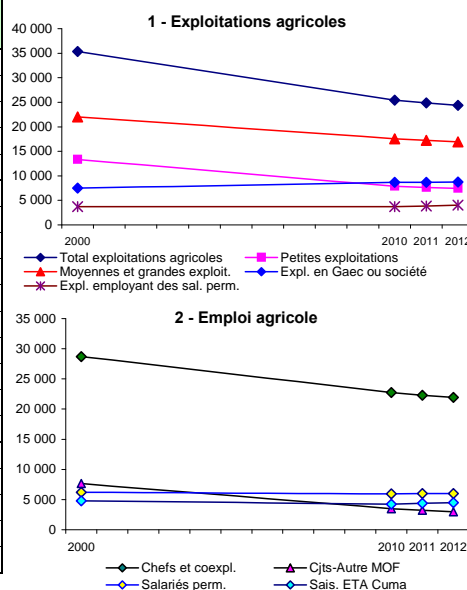 1 - Exploitations agricoles
40 000
35 000
30 000
25 000
20 000
15 000
10 000
5 000
0
2000 2010 2011 2012
Total exploitations agricoles Petites exploitations
Moyennes et grandes exploit. Expl. en Gaec ou société
Expl. employant des sal. perm.
2 - Emploi agricole
35 000
30 000
25 000
20 000
15 000
10 000
5 000
0
2000 2010 2011 2012
Chefs et coexpl. Cjts-Autre MOF
Salariés perm. Sais. ETA Cuma